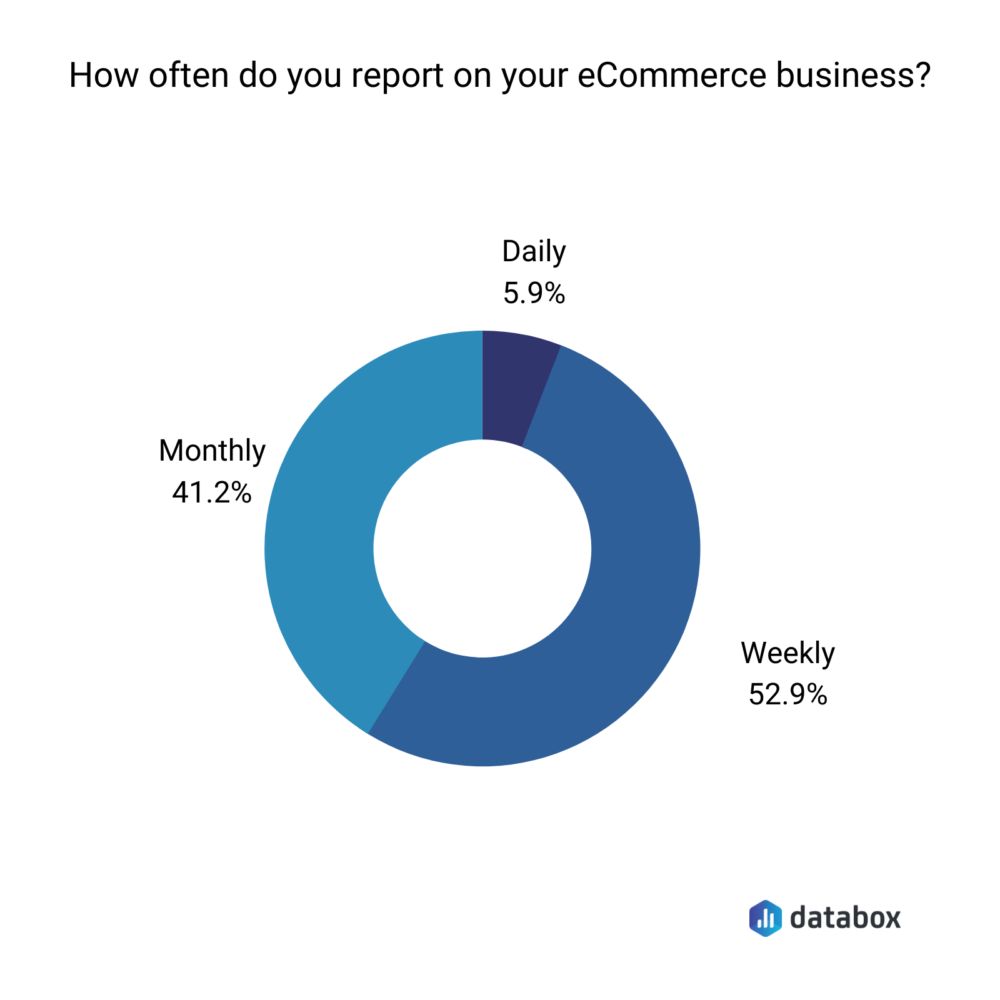 How often do you report on your eCommerce business?
Daily
5.9%
Monthly
41.2%
Weekly
52.9%
databox